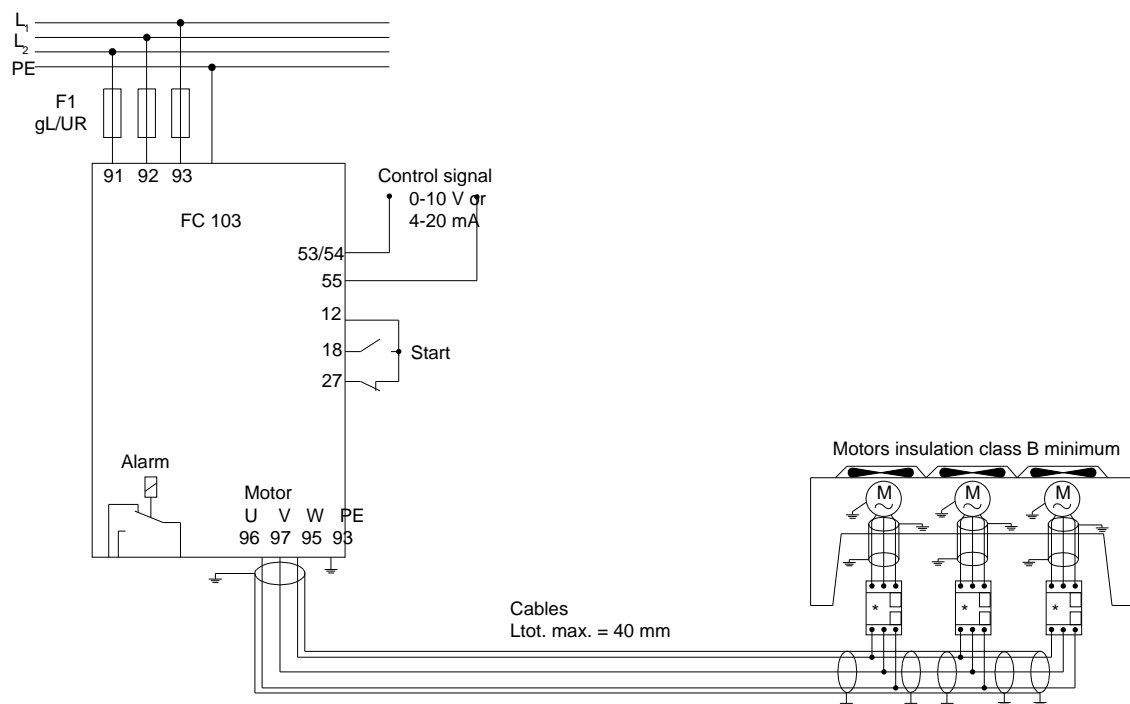 L1
L2
PE
F1
gL/UR
91 92 93
FC 103
Control signal
0-10 V or
4-20 mA
53/54
55
12
18
Start
27
Alarm
Motor
U V W PE
96 97 95 93
Cables
Ltot. max. = 40 mm
Motors insulation class B minimum
M M M
* * *